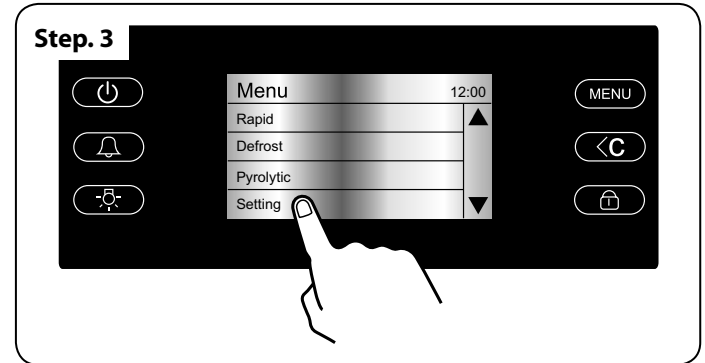 Step. 3
Menu 12:00
Rapid
Defrost
Pyrolytic
Setting
MENU
<C